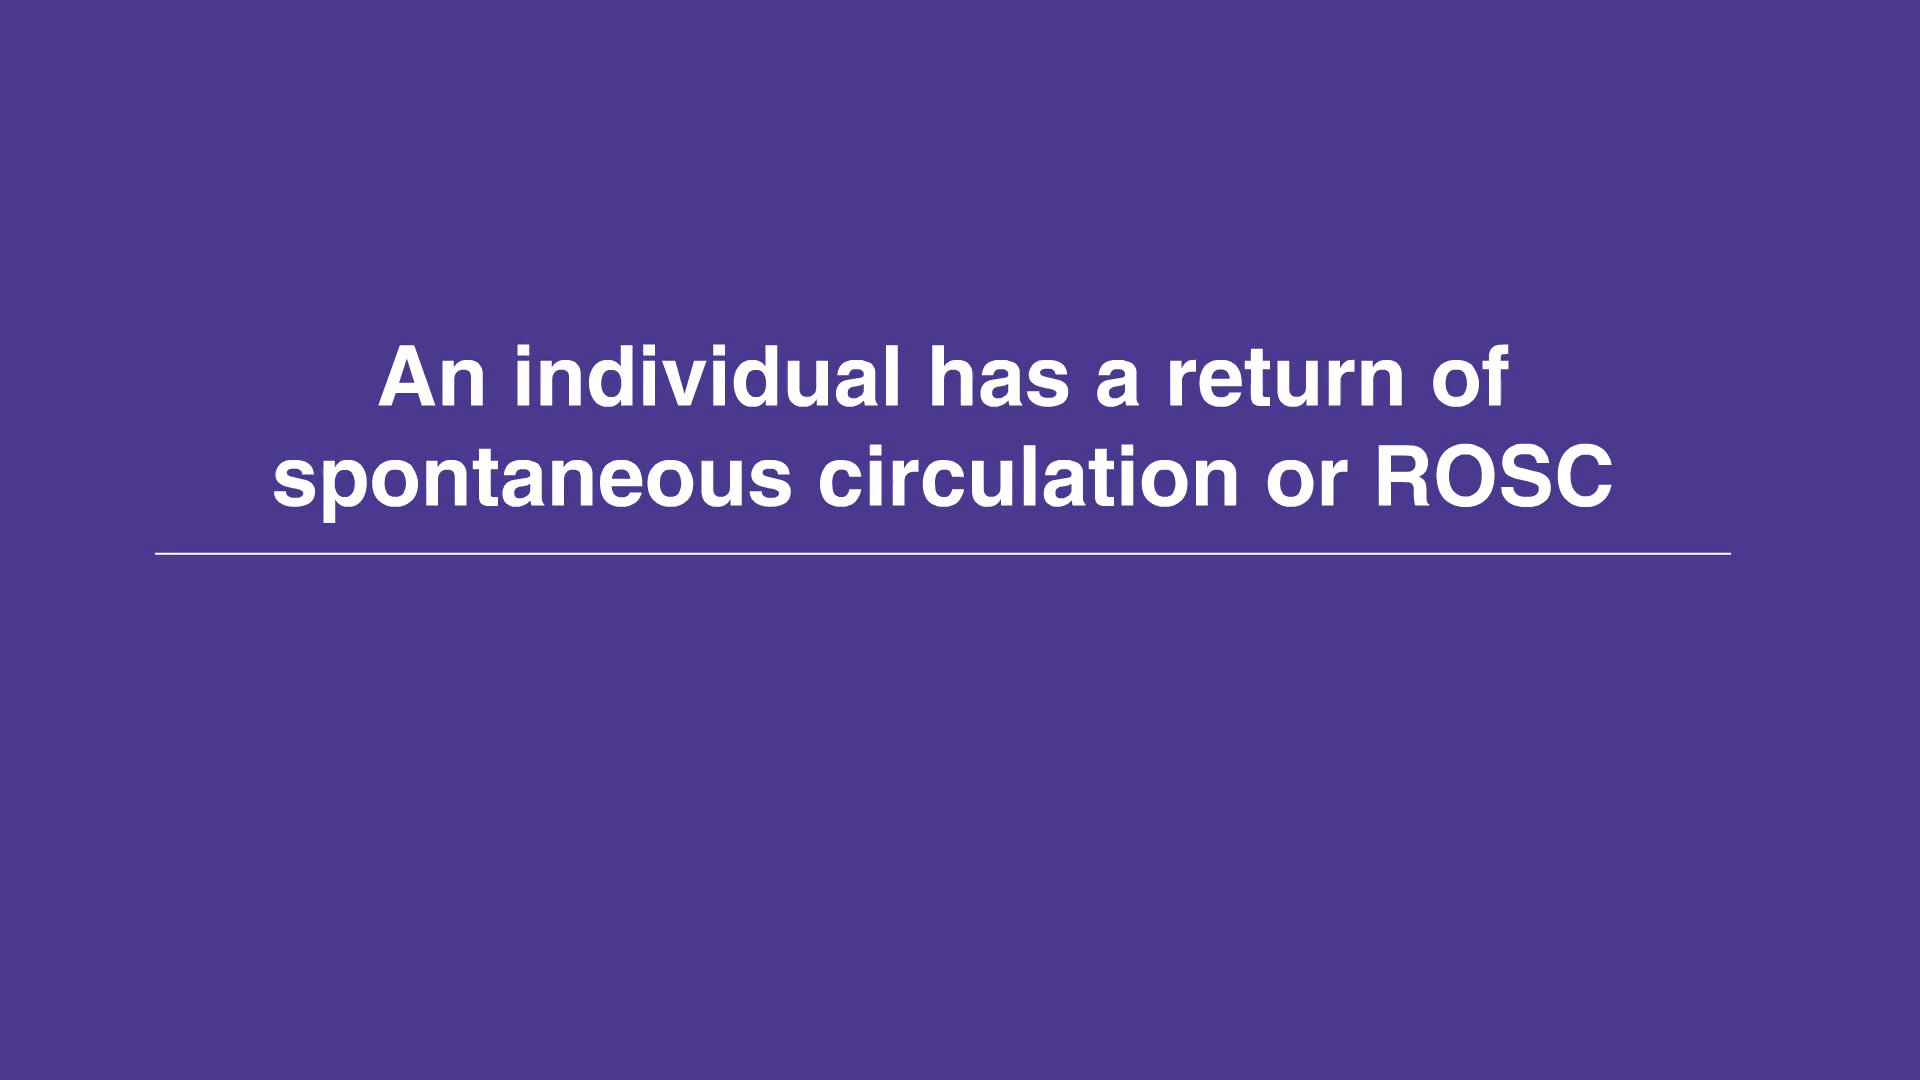 An individual has a return of
spontaneous circulation or ROSC